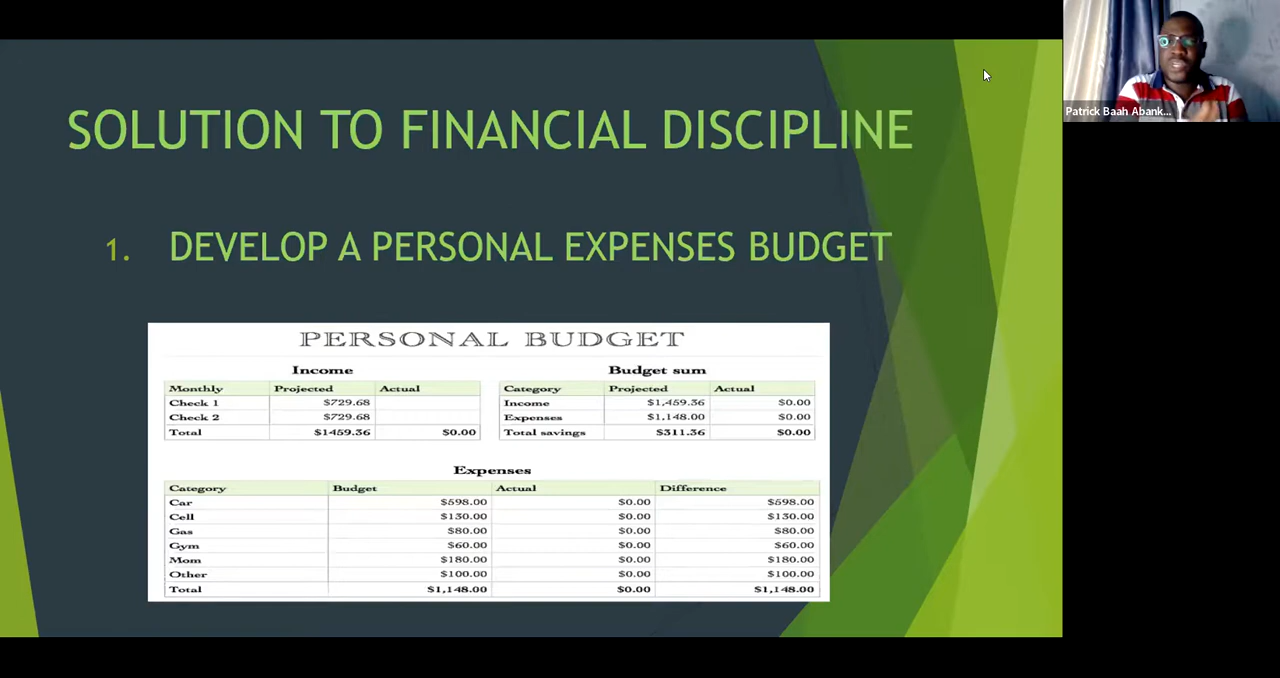 SOLUTION TO FINANCIAL DISCIPLINE
1. DEVELOP A PERSONAL EXPENSES BUDGET
PERSONAL BUDGET
Income
Monthly Projected Actual
Check 1 $729.68
Check 2 $729.68
Total $1459.36 $0.00
Budget sum
Category Projected Actual
Income $1,459.36 $0.00
Expenses $1,148.00 $0.00
Total savings $311.36 $0.00
Expenses
Category Budget Actual Difference
Car $598.00 $0.00 $598.00
Cell $130.00 $0.00 $130.00
Gas $80.00 $0.00 $80.00
Gym $60.00 $0.00 $60.00
Mom $180.00 $0.00 $180.00
Other $100.00 $0.00 $100.00
Total $1,148.00 $0.00 $1,148.00
Patrick Baah Abank...